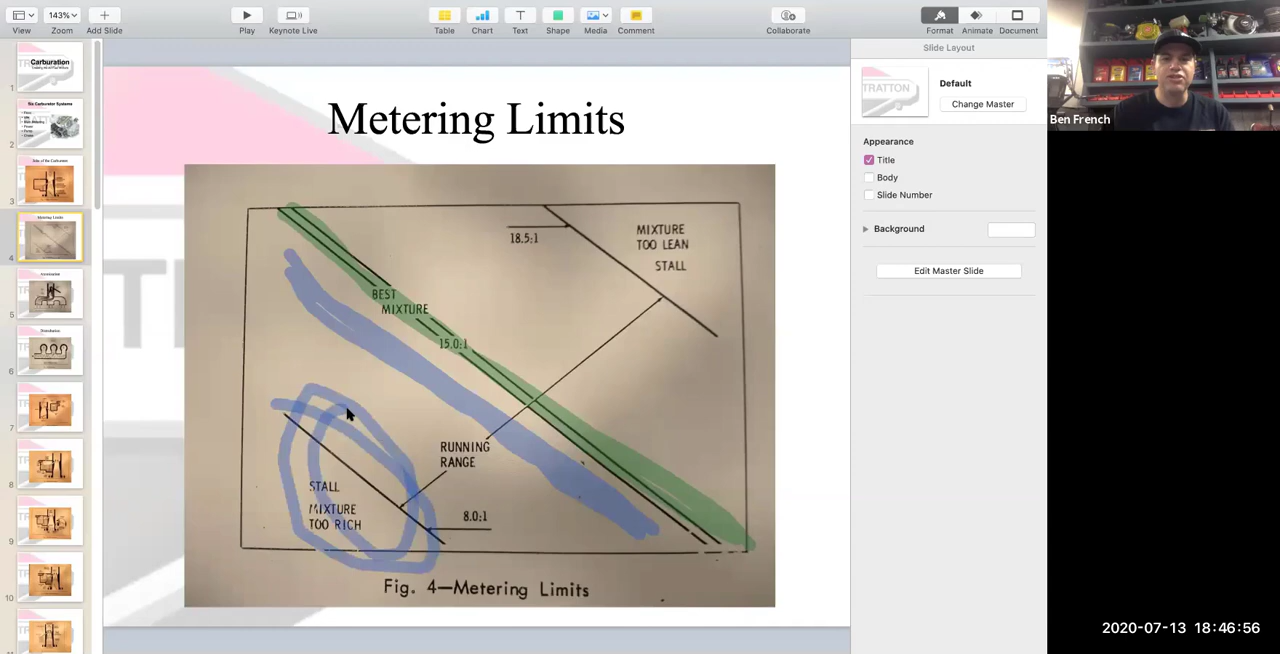 143%
View
Zoom
Add Slide
Play
Keynote Live
Table
Chart
Text
Shape
Media
Comment
Collaborate
Format
Animate
Document
Slide Layout
TRATTON
Default
Change Master
Appearance
Title
Body
Slide Number
Background
Edit Master Slide
Ben French
Carburation
1
Six Carburetor Systems
2
3
Metering Limits
4
5
6
7
8
9
10
Metering Limits
18.5:1
MIXTURE
TOO LEAN
STALL
BEST
MIXTURE
15.0:1
RUNNING
RANGE
STALL
MIXTURE
TOO RICH
8.0:1
Fig. 4—Metering Limits
2020-07-13 18:46:56